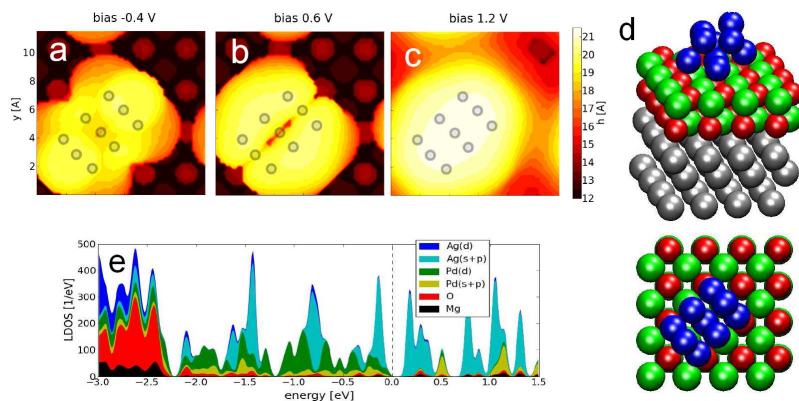 bias -0.4 V
bias 0.6 V
bias 1.2 V
a
b
c
d
10
8
6
4
2
y [A]
21
20
19
18
17
16
15
14
13
12
h [A]
e
500
400
300
200
100
0
LDOS [1/eV]
Ag(d)
Ag(s+p)
Pd(d)
Pd(s+p)
O
Mg
-3.0 -2.5 -2.0 -1.5 -1.0 -0.5 0.0 0.5 1.0 1.5
energy [eV]